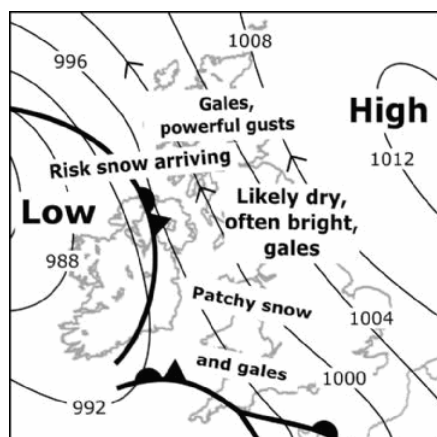 1008
996
Gales,
powerful gusts
High
1012
Risk snow arriving
Low
Likely dry,
often bright,
gales
988
Patchy snow
1004
and gales
1000
992